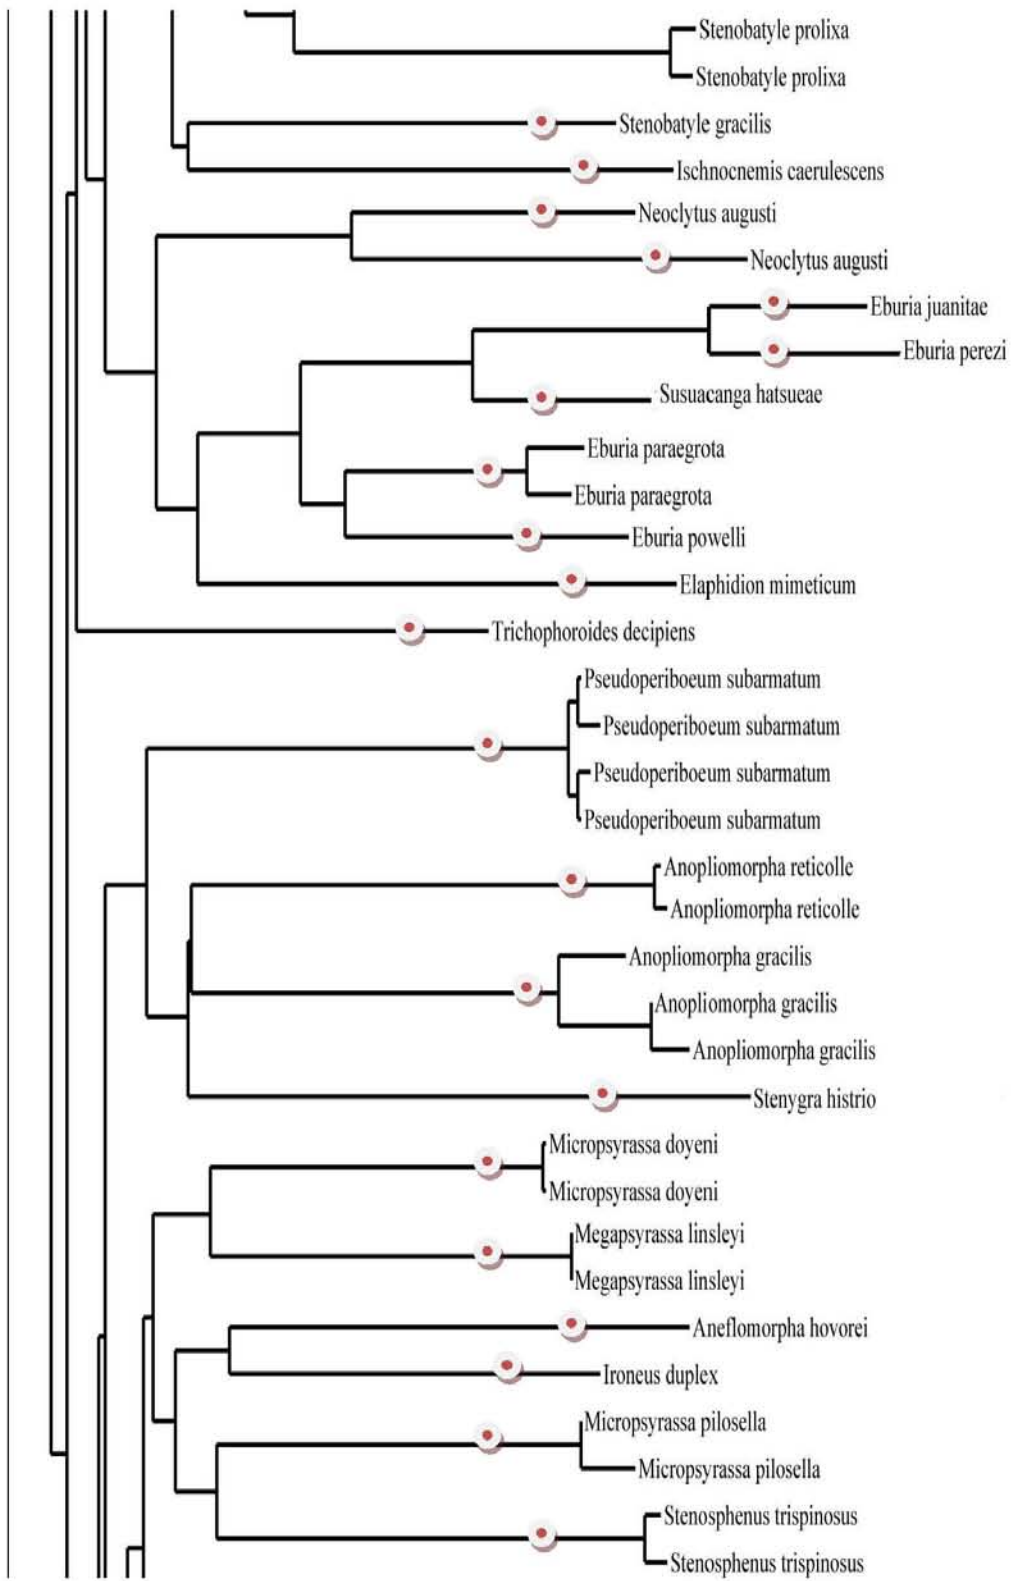 Stenobatyle prolixa
Stenobatyle prolixa
Stenobatyle gracilis
Ischnocnemis caerulescens
Neoclytus augusti
Neoclytus augusti
Eburia juanitae
Eburia perezi
Susuacanga hatsueae
Eburia paraegrota
Eburia paraegrota
Eburia powelli
Elaphidion mimeticum
Trichophoroides decipiens
Pseudoperiboeum subarmatum
Pseudoperiboeum subarmatum
Pseudoperiboeum subarmatum
Pseudoperiboeum subarmatum
Anopliomorpha reticolle
Anopliomorpha reticolle
Anopliomorpha gracilis
Anopliomorpha gracilis
Anopliomorpha gracilis
Stenygra histrio
Micropsyrassa doyeni
Micropsyrassa doyeni
Megapsyrassa linsleyi
Megapsyrassa linsleyi
Aneflomorpha hovorei
Ironeus duplex
Micropsyrassa pilosella
Micropsyrassa pilosella
Stenosphenus trispinosus
Stenosphenus trispinosus